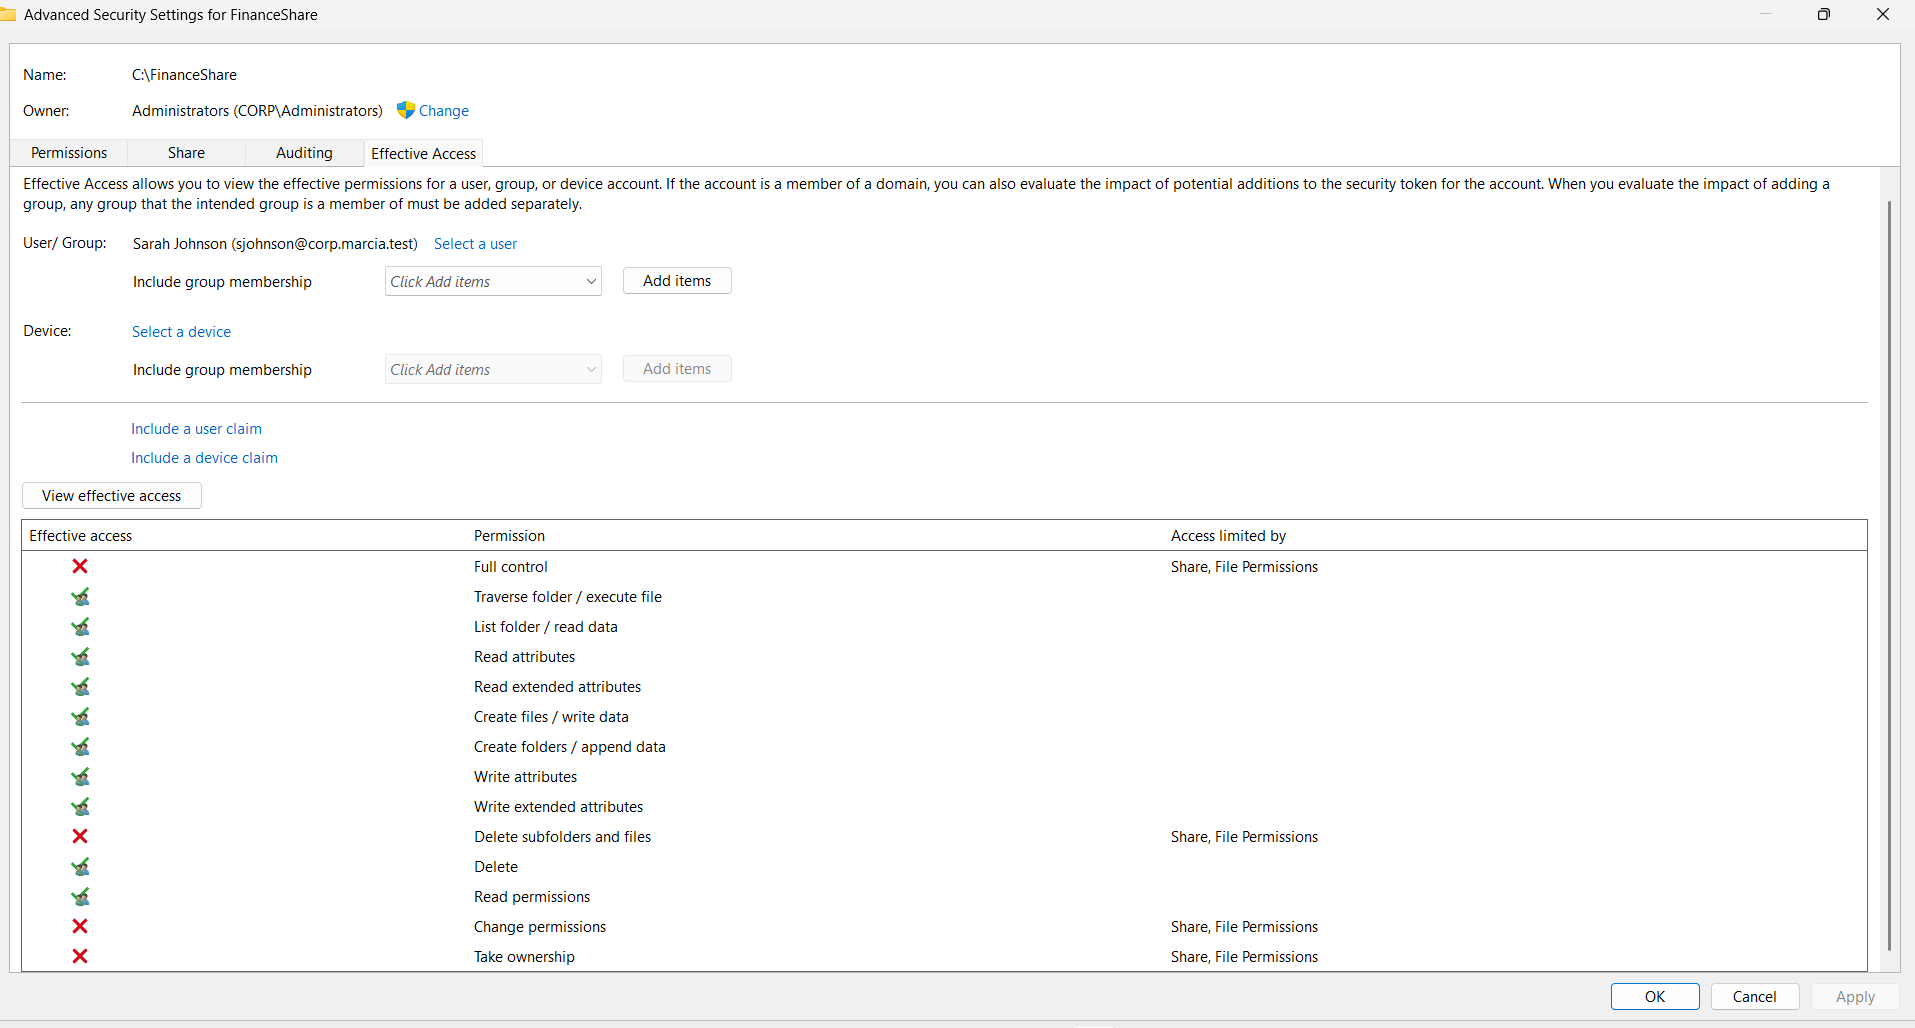 Advanced Security Settings for FinanceShare
Name: C:\FinanceShare
Owner: Administrators (CORP\Administrators) Change
Permissions Share Auditing Effective Access
Effective Access allows you to view the effective permissions for a user, group, or device account. If the account is a member of a domain, you can also evaluate the impact of potential additions to the security token for the account. When you evaluate the impact of adding a
group, any group that the intended group is a member of must be added separately.
User/ Group: Sarah Johnson (sjohnson@corp.marcia.test) Select a user
Include group membership Click Add items Add items
Device: Select a device
Include group membership Click Add items Add items
Include a user claim
Include a device claim
View effective access
Effective access Permission Access limited by
Full control Share, File Permissions
Traverse folder / execute file
List folder / read data
Read attributes
Read extended attributes
Create files / write data
Create folders / append data
Write attributes
Write extended attributes
Delete subfolders and files Share, File Permissions
Delete
Read permissions
Change permissions Share, File Permissions
Take ownership Share, File Permissions
OK Cancel Apply